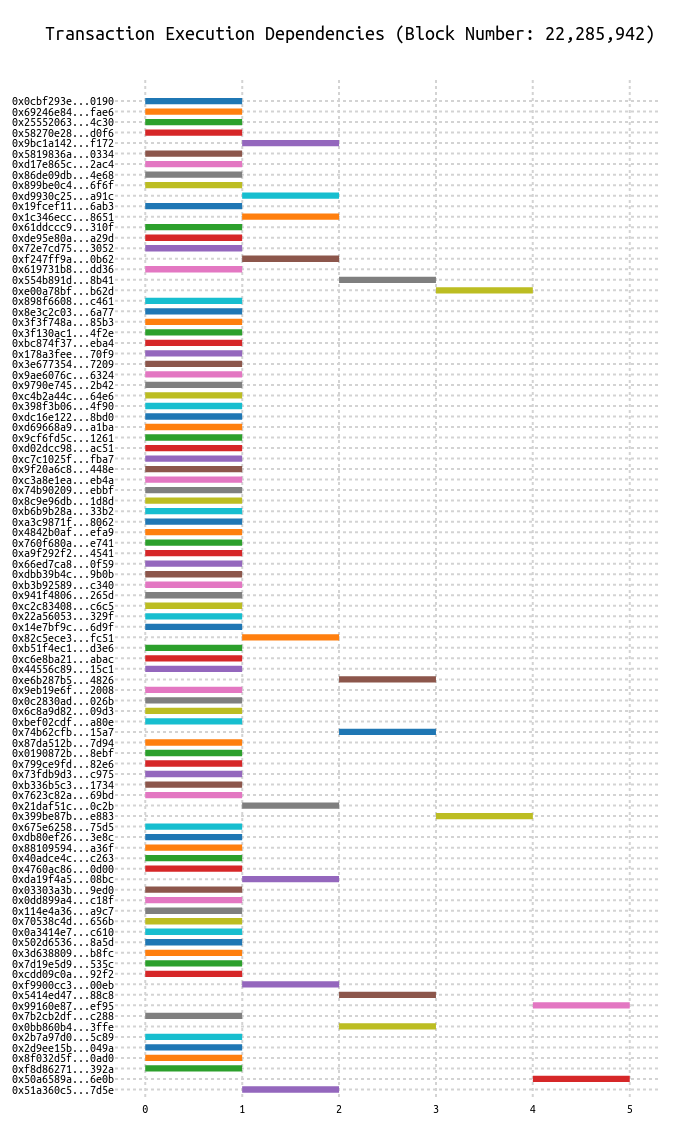 Transaction Execution Dependencies (Block Number: 22,285,942)
0x0cbf293e...0190
0x69246e84...fae6
0x25552063...4c30
0x58270e28...d0f6
0x9bc1a142...f172
0x5819836a...0334
0xd17e865c...2ac4
0x86de09db...4e68
0x899be0c4...6f6f
0xd9930c25...a91c
0x19fcef11...6ab3
0x1c346ecc...8651
0x61ddccc9...310f
0xde95e80a...a29d
0x72e7cd75...3052
0xf247ff9a...0b62
0x619731b8...dd36
0x554b891d...8b41
0xe00a78bf...b62d
0x898f6608...c461
0x8e3c2c03...6a77
0x3f3f748a...85b3
0x3f130ac1...4f2e
0xbc874f37...eba4
0x178a3fee...70f9
0x3e677354...7209
0x9ae6076c...6324
0x9790e745...2b42
0xc4b2a44c...64e6
0x398f3b06...4f90
0xdc16e122...8bd0
0xd69668a9...a1ba
0x9cf6fd5c...1261
0xd02dcc98...ac51
0xc7c1025f...fba7
0x9f20a6c8...448e
0xc3a8e1ea...eb4a
0x74b90209...ebbf
0x8c9e96db...1d8d
0xb6b9b28a...33b2
0xa3c9871f...8062
0x4842b0af...efa9
0x760f680a...e741
0xa9f292f2...4541
0x66ed7ca8...0f59
0xdbb39b4c...9b0b
0xb3b92589...c340
0x941f4806...265d
0xc2c83408...c6c5
0x22a56053...329f
0x14e7bf9c...6d9f
0x82c5ece3...fc51
0xb51f4ec1...d3e6
0xc6e8ba21...abac
0x44556c89...15c1
0xe6b287b5...4826
0x9eb19e6f...2008
0x0c2830ad...026b
0x6c8a9d82...09d3
0xbef02cdf...a80e
0x74b62cfb...15a7
0x87da512b...7d94
0x0190872b...8ebf
0x799ce9fd...82e6
0x73fdb9d3...c975
0xb336b5c3...1734
0x7623c82a...69bd
0x21daf51c...0c2b
0x399be87b...e883
0x675e6258...75d5
0xdb80ef26...3e8c
0x88109594...a36f
0x40adce4c...c263
0x4760ac86...0d00
0xda19f4a5...08bc
0x03303a3b...9ed0
0x0dd899a4...c18f
0x114e4a36...a9c7
0x70538c4d...656b
0x0a3414e7...c610
0x502d6536...8a5d
0x3d638809...b8fc
0x7d19e5d9...535c
0xcdd09c0a...92f2
0xf9900cc3...00eb
0x5414ed47...88c8
0x99160e87...ef95
0x7b2cb2df...c288
0x0bb860b4...3ffe
0x2b7a97d0...5c89
0x2d9ee15b...049a
0x8f032d5f...0ad0
0xf8d86271...392a
0x50a6589a...6e0b
0x51a360c5...7d5e
0 1 2 3 4 5